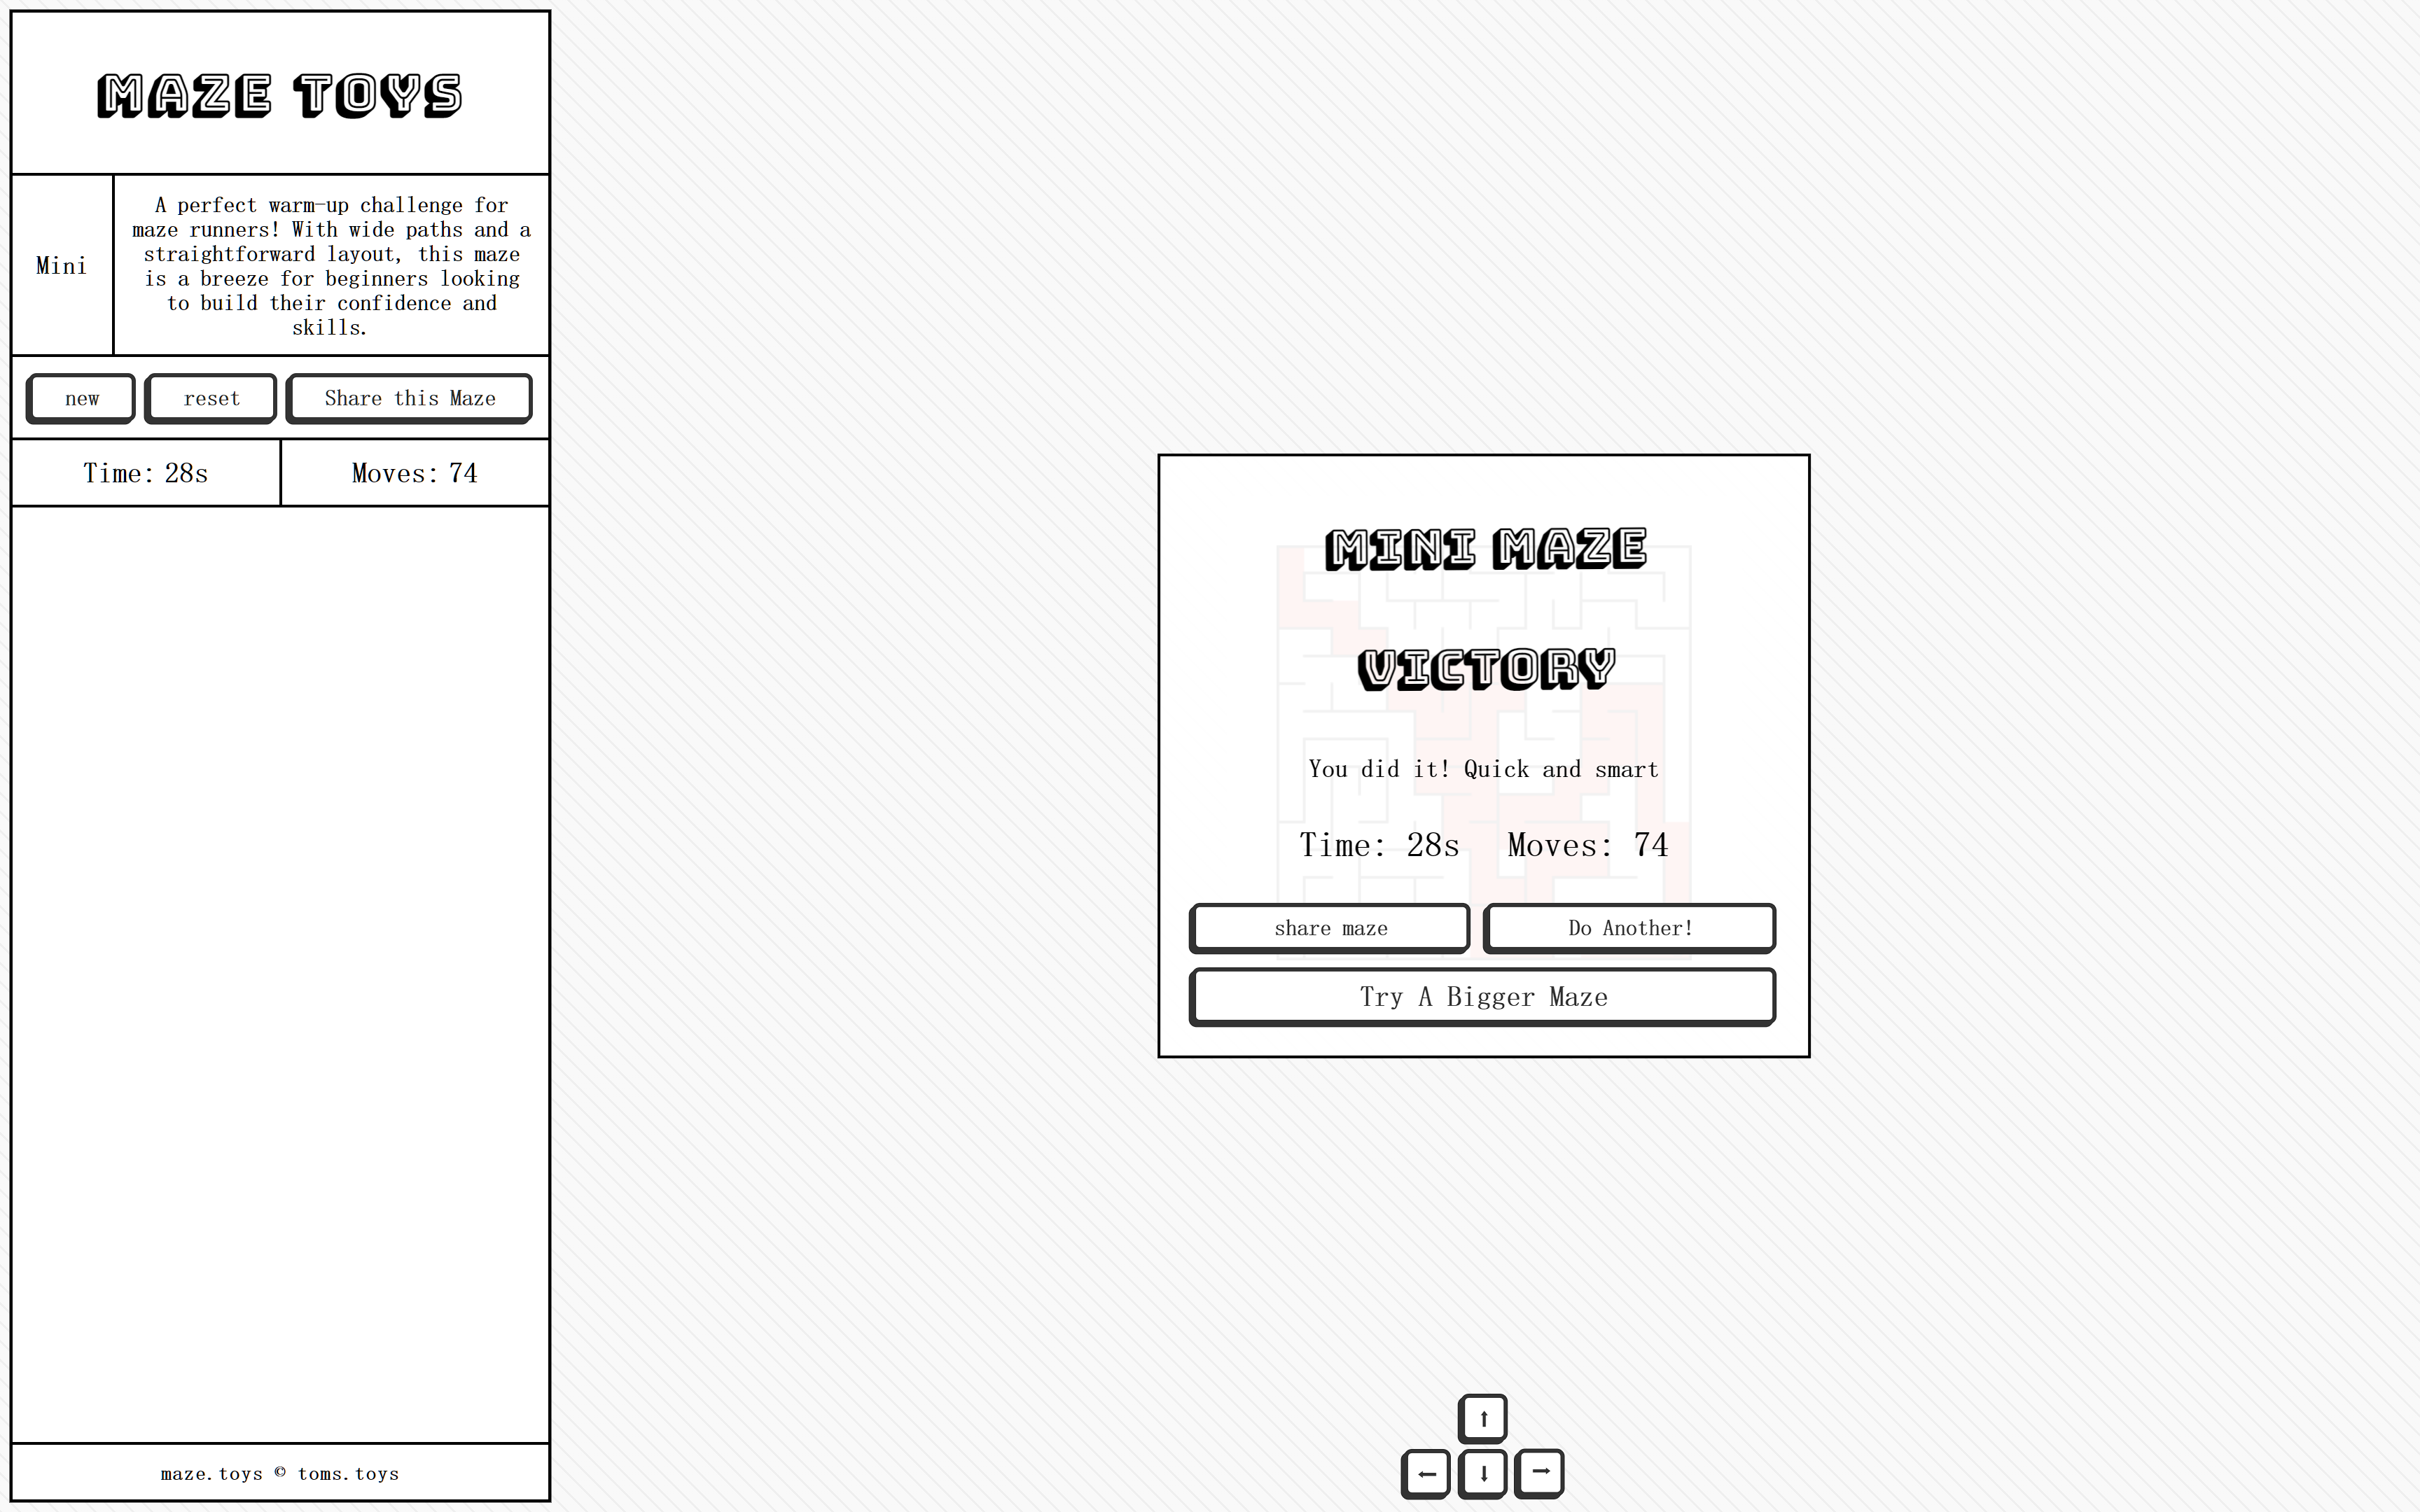 MAZE TOYS
Mini
A perfect warm-up challenge for
maze runners! With wide paths and a
straightforward layout, this maze
is a breeze for beginners looking
to build their confidence and
skills.
new
reset
Share this Maze
Time: 28s
Moves: 74
MINI MAZE
VICTORY
You did it! Quick and smart
Time: 28s Moves: 74
share maze
Do Another!
Try A Bigger Maze
↑
← ↓ →
maze.toys © toms.toys